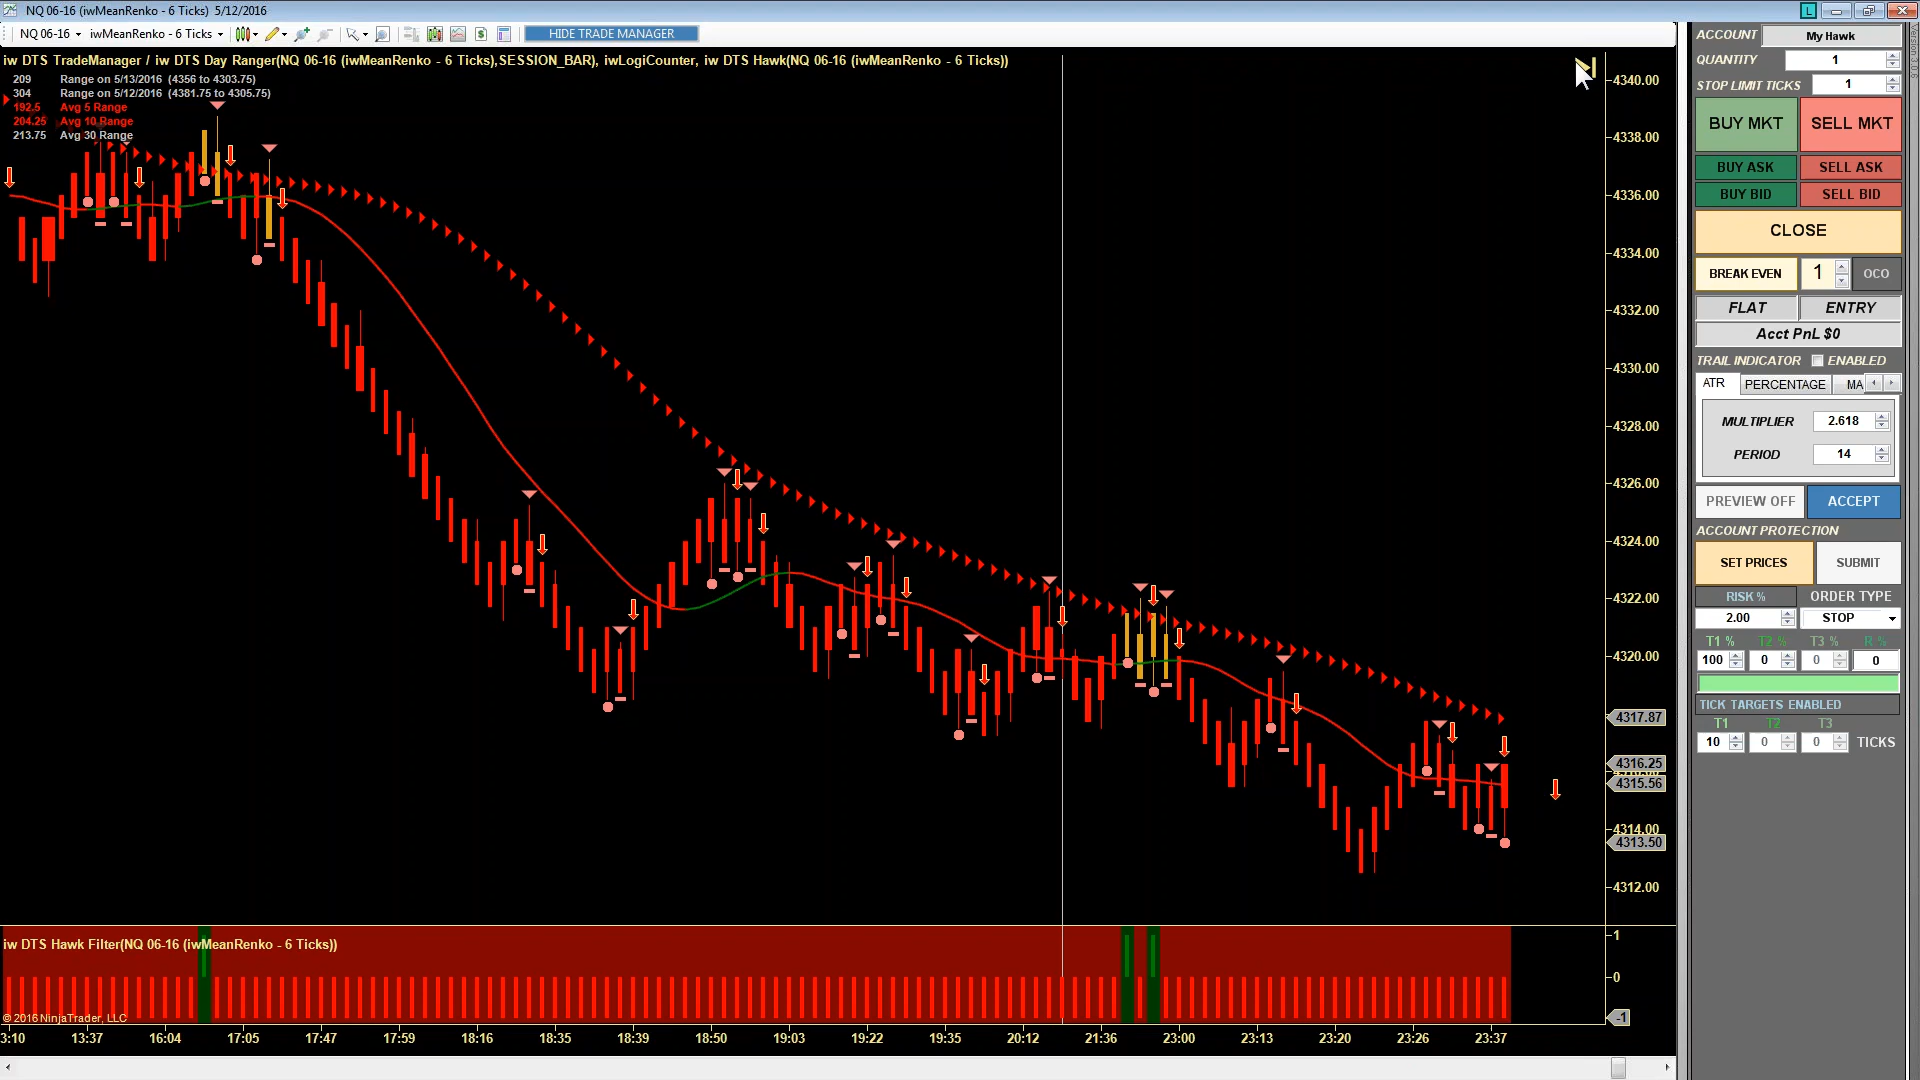 NQ 06-16 (iwMeanRenko - 6 Ticks) 5/12/2016
L
NQ 06-16 iwMeanRenko - 6 Ticks $ HIDE TRADE MANAGER
iw DTS TradeManager / iw DTS Day Ranger(NQ 06-16 (iwMeanRenko - 6 Ticks),SESSION_BAR), iwLogiCounter, iw DTS Hawk(NQ 06-16 (iwMeanRenko - 6 Ticks))
209 Range on 5/13/2016 (4356 to 4303.75)
304 Range on 5/12/2016 (4381.75 to 4305.75)
192.5 Avg 5 Range
204.25 Avg 10 Range
213.75 Avg 30 Range
4340.00
4338.00
4336.00
4334.00
4332.00
4330.00
4328.00
4326.00
4324.00
4322.00
4320.00
4317.87
4316.25
4315.56
4314.00
4313.50
4312.00
iw DTS Hawk Filter(NQ 06-16 (iwMeanRenko - 6 Ticks))
1
0
-1
© 2016 NinjaTrader, LLC
3:10 13:37 16:04 17:05 17:47 17:59 18:16 18:35 18:39 18:50 19:03 19:22 19:35 20:12 21:36 23:00 23:13 23:20 23:26 23:37
ACCOUNT My Hawk
QUANTITY 1
STOP LIMIT TICKS 1
BUY MKT SELL MKT
BUY ASK SELL ASK
BUY BID SELL BID
CLOSE
BREAK EVEN 1 OCO
FLAT ENTRY
Acct PnL $0
TRAIL INDICATOR ENABLED
ATR PERCENTAGE MA
MULTIPLIER 2.618
PERIOD 14
PREVIEW OFF ACCEPT
ACCOUNT PROTECTION
SET PRICES SUBMIT
RISK % ORDER TYPE
2.00 STOP
T1 % T2 % T3 % R %
100 0 0 0
TICK TARGETS ENABLED
T1 T2 T3
10 0 0 TICKS